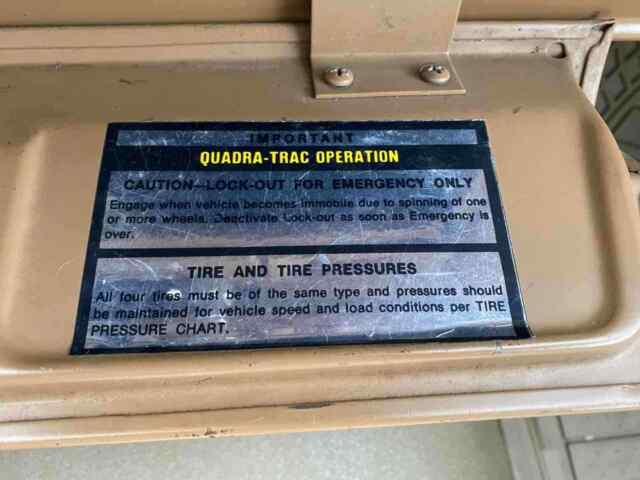 IMPORTANT
QUADRA-TRAC OPERATION
CAUTION—LOCK-OUT FOR EMERGENCY ONLY
Engage when vehicle becomes immobile due to spinning of one
or more wheels. Deactivate Lock-out as soon as Emergency is
over.
TIRE AND TIRE PRESSURES
All four tires must be of the same type and pressures should
be maintained for vehicle speed and load conditions per TIRE
PRESSURE CHART.